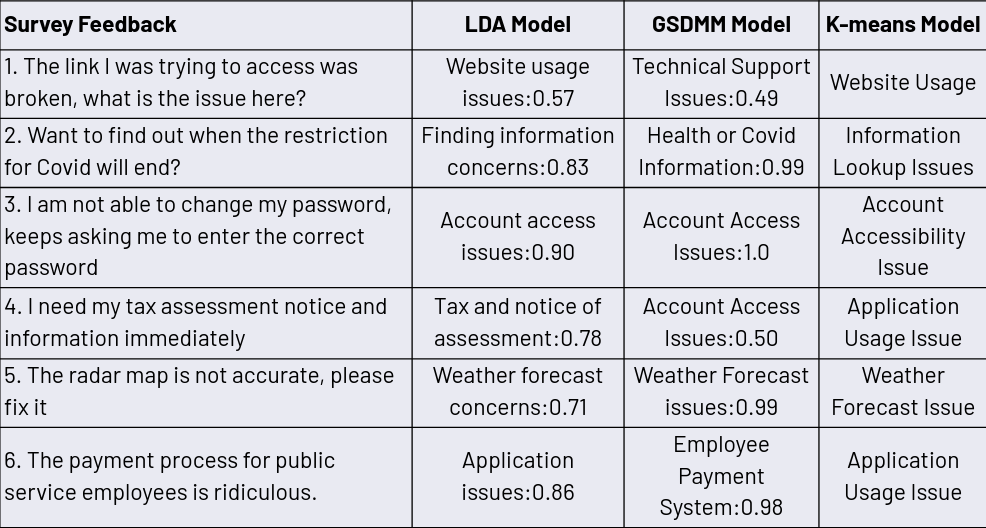 Survey Feedback
LDA Model
GSDMM Model
K-means Model
1. The link I was trying to access was
broken, what is the issue here?
Website usage
issues:0.57
Technical Support
Issues:0.49
Website Usage
2. Want to find out when the restriction
for Covid will end?
Finding information
concerns:0.83
Health or Covid
Information:0.99
Information
Lookup Issues
3. I am not able to change my password,
keeps asking me to enter the correct
password
Account access
issues:0.90
Account Access
Issues:1.0
Account
Accessibility
Issue
4. I need my tax assessment notice and
information immediately
Tax and notice of
assessment:0.78
Account Access
Issues:0.50
Application
Usage Issue
5. The radar map is not accurate, please
fix it
Weather forecast
concerns:0.71
Weather Forecast
issues:0.99
Weather
Forecast Issue
6. The payment process for public
service employees is ridiculous.
Application
issues:0.86
Employee
Payment
System:0.98
Application
Usage Issue